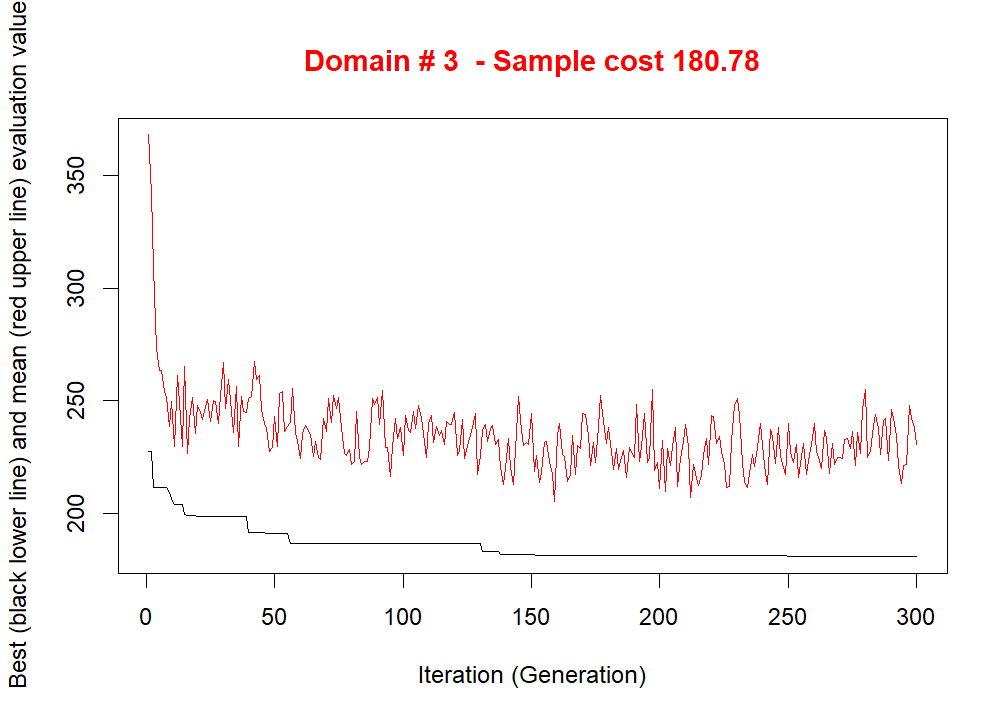 Domain # 3  - Sample cost 180.78
Best (black lower line) and mean (red upper line) evaluation value
350
300
250
200
0 50 100 150 200 250 300
Iteration (Generation)